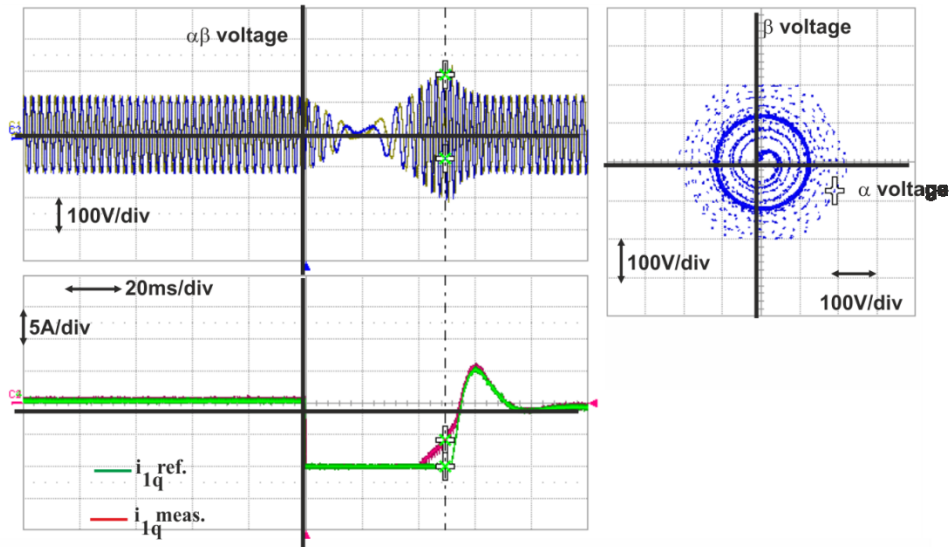 αβ voltage
100V/div
20ms/div
5A/div
i1q ref.
i1q meas.
β voltage
α voltage
100V/div
100V/div